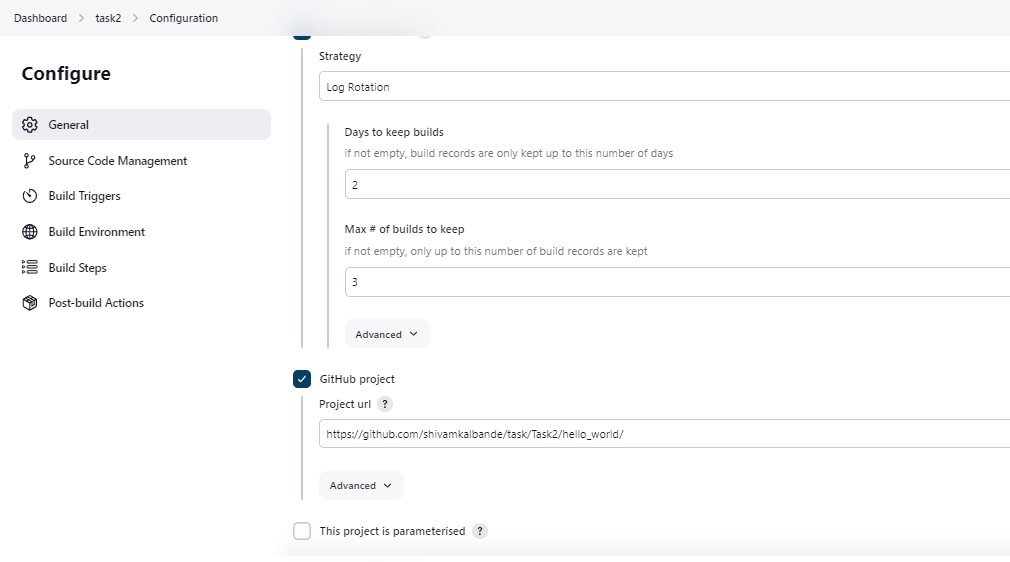 Dashboard > task2 > Configuration
Configure
General
Source Code Management
Build Triggers
Build Environment
Build Steps
Post-build Actions
Strategy
Log Rotation
Days to keep builds
if not empty, build records are only kept up to this number of days
2
Max # of builds to keep
if not empty, only up to this number of build records are kept
3
Advanced
GitHub project
Project url ?
https://github.com/shivamkalbande/task/Task2/hello_world/
Advanced
This project is parameterised ?